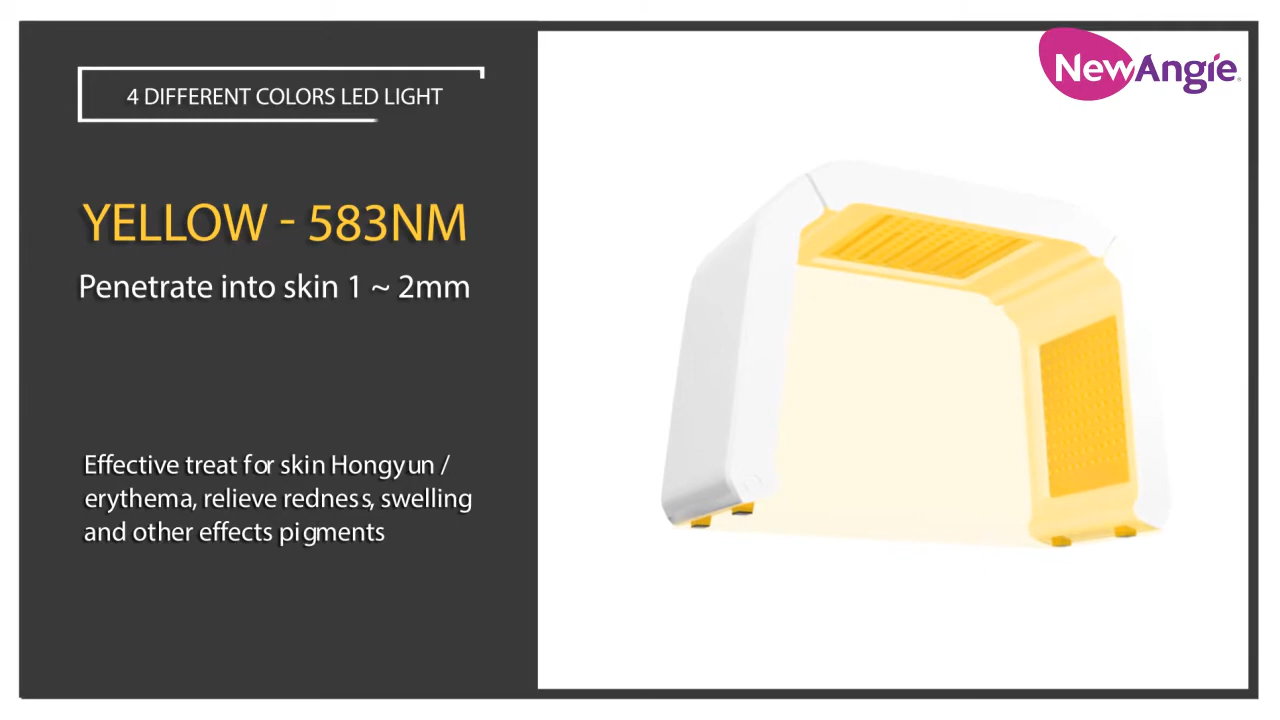 NewAngie
4 DIFFERENT COLORS LED LIGHT
YELLOW - 583NM
Penetrate into skin 1 ~ 2mm
Effective treat for skin Hongyun /
erythema, relieve redness, swelling
and other effects pigments